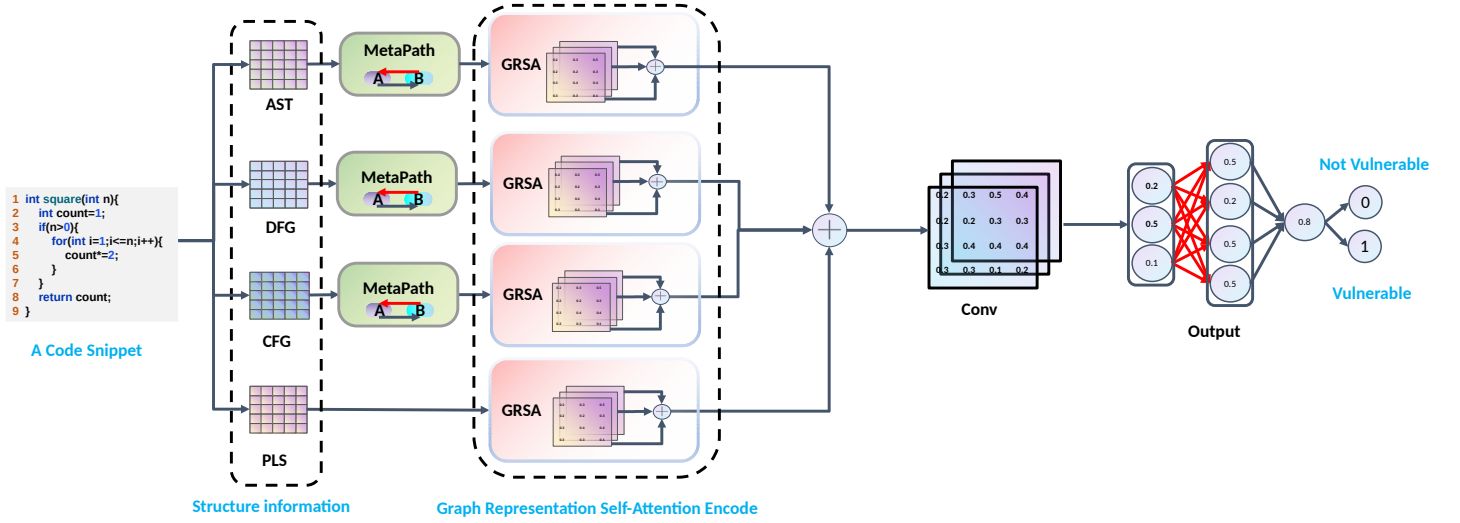 1 int square(int n){
2 int count=1;
3 if(n>0){
4 for(int i=1;i<=n;i++){
5 count*=2;
6 }
7 }
8 return count;
9 }
A Code Snippet
AST
DFG
CFG
PLS
Structure information
MetaPath
A B
MetaPath
A B
MetaPath
A B
GRSA
GRSA
GRSA
GRSA
Graph Representation Self-Attention Encode
0.2 0.3 0.5 0.4
0.2 0.2 0.3 0.3
0.3 0.4 0.4 0.4
0.3 0.3 0.1 0.2
Conv
0.2
0.5
0.1
0.5
0.2
0.5
0.5
Output
0.8
Not Vulnerable
0
1
Vulnerable